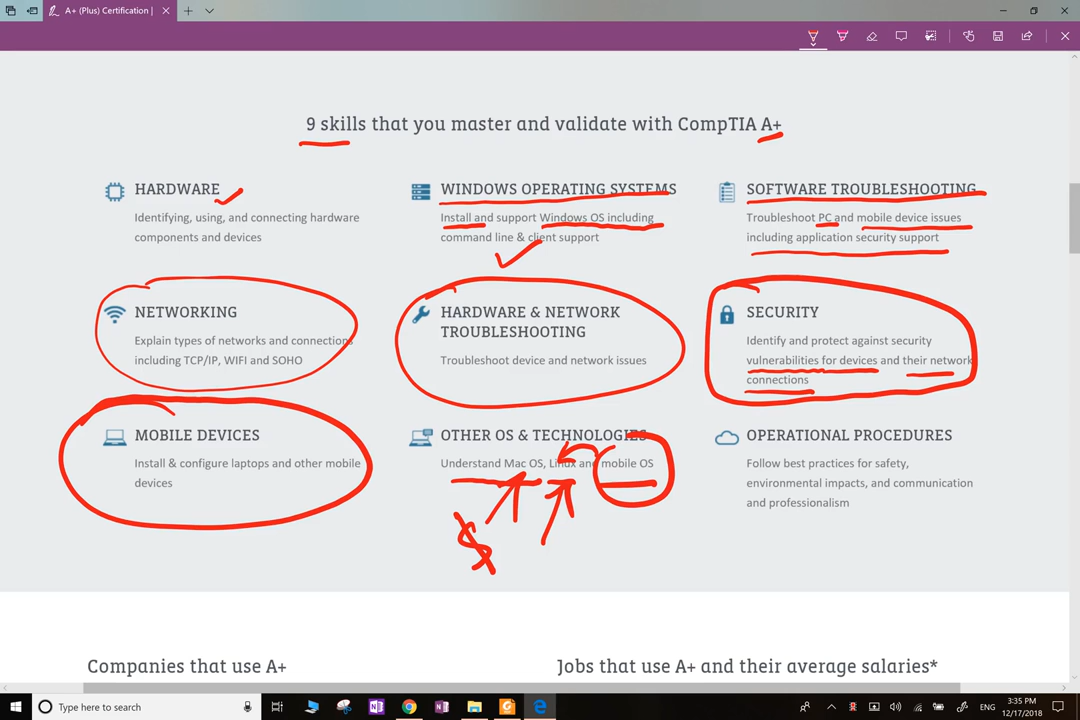 A+ (Plus) Certification |
9 skills that you master and validate with CompTIA A+
HARDWARE
Identifying, using, and connecting hardware
components and devices
WINDOWS OPERATING SYSTEMS
Install and support Windows OS including
command line & client support
SOFTWARE TROUBLESHOOTING
Troubleshoot PC and mobile device issues
including application security support
NETWORKING
Explain types of networks and connections
including TCP/IP, WIFI and SOHO
HARDWARE & NETWORK
TROUBLESHOOTING
Troubleshoot device and network issues
SECURITY
Identify and protect against security
vulnerabilities for devices and their network
connections
MOBILE DEVICES
Install & configure laptops and other mobile
devices
OTHER OS & TECHNOLOGIES
Understand Mac OS, Linux and mobile OS
$
OPERATIONAL PROCEDURES
Follow best practices for safety,
environmental impacts, and communication
and professionalism
Companies that use A+
Jobs that use A+ and their average salaries*
Type here to search
ENG
3:35 PM
12/17/2018